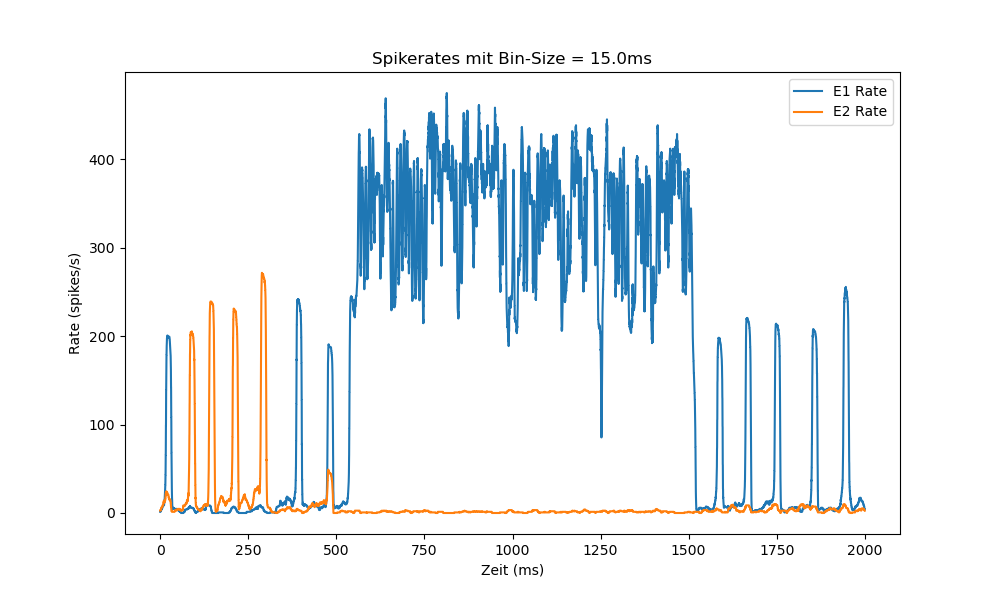 Spikerates mit Bin-Size = 15.0ms
E1 Rate
E2 Rate
Rate (spikes/s)
400
300
200
100
0
0 250 500 750 1000 1250 1500 1750 2000
Zeit (ms)